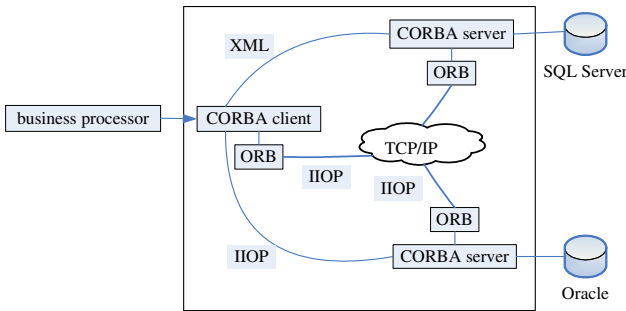 XML
CORBA server
ORB
SQL Server
business processor
CORBA client
ORB
TCP/IP
IIOP
IIOP
ORB
IIOP
CORBA server
Oracle